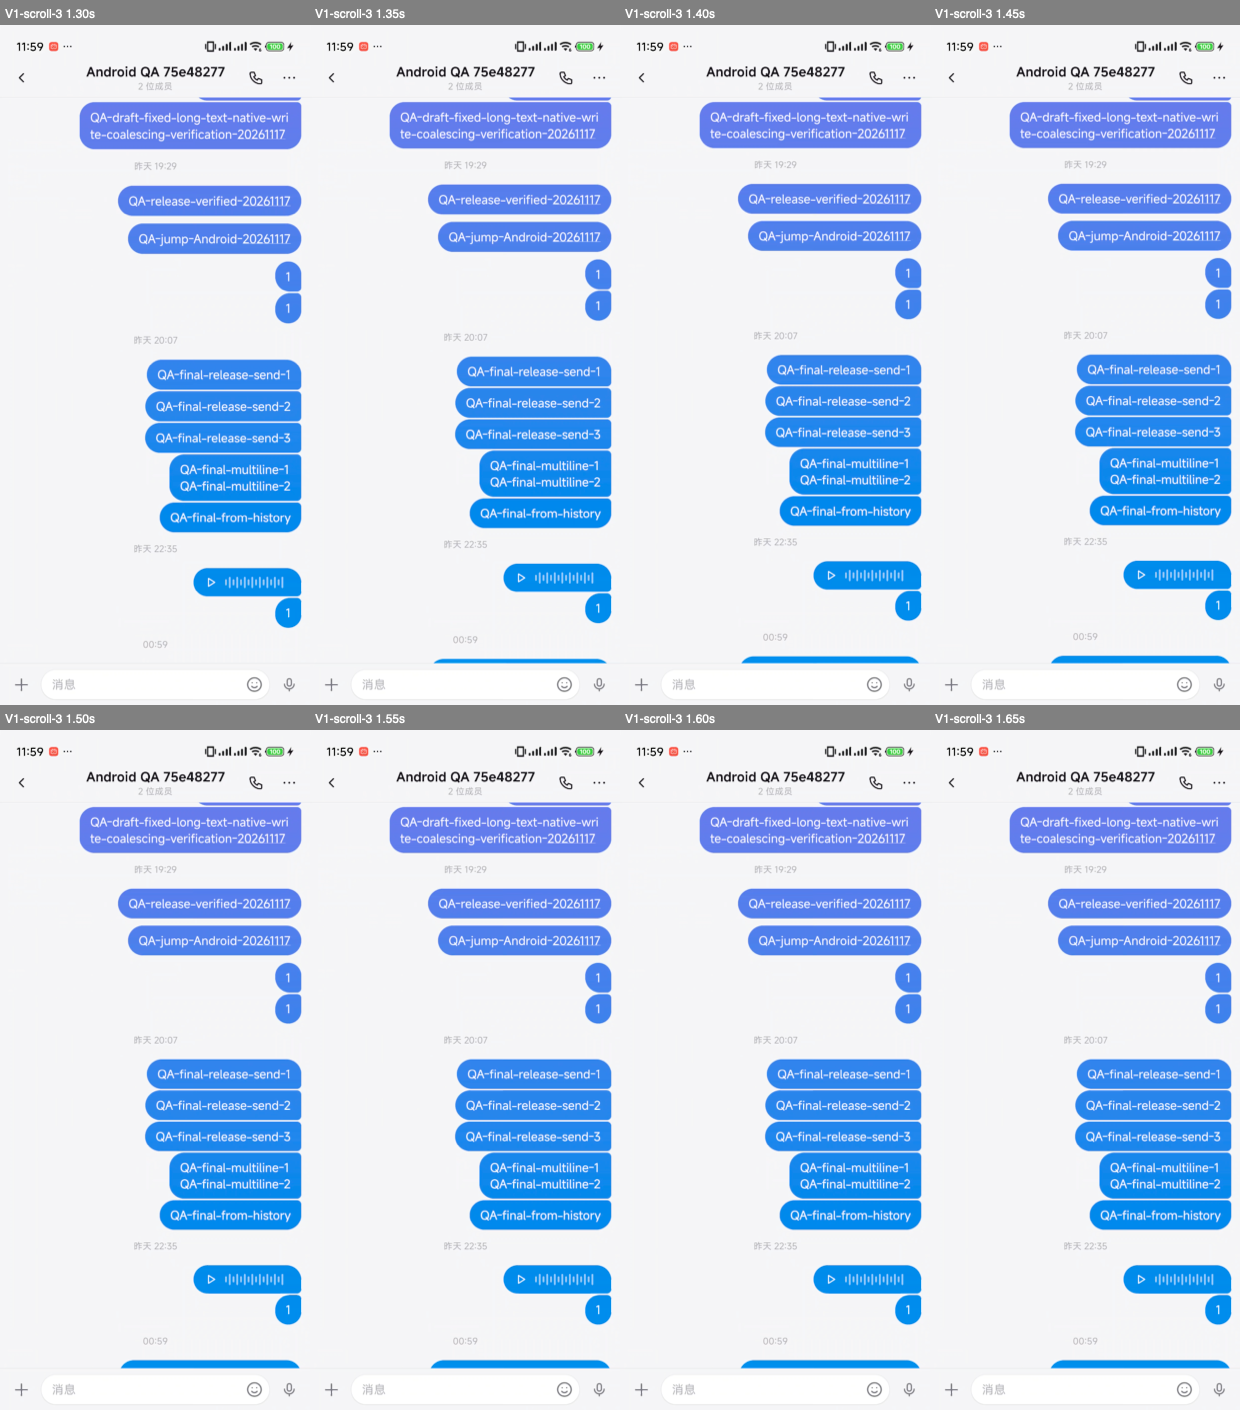 V1-scroll-3 1.30s
11:59 ···
100
Android QA 75e48277
2 位成员
QA-draft-fixed-long-text-native-wri
te-coalescing-verification-20261117
昨天 19:29
QA-release-verified-20261117
QA-jump-Android-20261117
1
1
昨天 20:07
QA-final-release-send-1
QA-final-release-send-2
QA-final-release-send-3
QA-final-multiline-1
QA-final-multiline-2
QA-final-from-history
昨天 22:35
1
00:59
消息
V1-scroll-3 1.35s
11:59 ···
100
Android QA 75e48277
2 位成员
QA-draft-fixed-long-text-native-wri
te-coalescing-verification-20261117
昨天 19:29
QA-release-verified-20261117
QA-jump-Android-20261117
1
1
昨天 20:07
QA-final-release-send-1
QA-final-release-send-2
QA-final-release-send-3
QA-final-multiline-1
QA-final-multiline-2
QA-final-from-history
昨天 22:35
1
00:59
消息
V1-scroll-3 1.40s
11:59 ···
100
Android QA 75e48277
2 位成员
QA-draft-fixed-long-text-native-wri
te-coalescing-verification-20261117
昨天 19:29
QA-release-verified-20261117
QA-jump-Android-20261117
1
1
昨天 20:07
QA-final-release-send-1
QA-final-release-send-2
QA-final-release-send-3
QA-final-multiline-1
QA-final-multiline-2
QA-final-from-history
昨天 22:35
1
00:59
消息
V1-scroll-3 1.45s
11:59 ···
100
Android QA 75e48277
2 位成员
QA-draft-fixed-long-text-native-wri
te-coalescing-verification-20261117
昨天 19:29
QA-release-verified-20261117
QA-jump-Android-20261117
1
1
昨天 20:07
QA-final-release-send-1
QA-final-release-send-2
QA-final-release-send-3
QA-final-multiline-1
QA-final-multiline-2
QA-final-from-history
昨天 22:35
1
00:59
消息
V1-scroll-3 1.50s
11:59 ···
100
Android QA 75e48277
2 位成员
QA-draft-fixed-long-text-native-wri
te-coalescing-verification-20261117
昨天 19:29
QA-release-verified-20261117
QA-jump-Android-20261117
1
1
昨天 20:07
QA-final-release-send-1
QA-final-release-send-2
QA-final-release-send-3
QA-final-multiline-1
QA-final-multiline-2
QA-final-from-history
昨天 22:35
1
00:59
消息
V1-scroll-3 1.55s
11:59 ···
100
Android QA 75e48277
2 位成员
QA-draft-fixed-long-text-native-wri
te-coalescing-verification-20261117
昨天 19:29
QA-release-verified-20261117
QA-jump-Android-20261117
1
1
昨天 20:07
QA-final-release-send-1
QA-final-release-send-2
QA-final-release-send-3
QA-final-multiline-1
QA-final-multiline-2
QA-final-from-history
昨天 22:35
1
00:59
消息
V1-scroll-3 1.60s
11:59 ···
100
Android QA 75e48277
2 位成员
QA-draft-fixed-long-text-native-wri
te-coalescing-verification-20261117
昨天 19:29
QA-release-verified-20261117
QA-jump-Android-20261117
1
1
昨天 20:07
QA-final-release-send-1
QA-final-release-send-2
QA-final-release-send-3
QA-final-multiline-1
QA-final-multiline-2
QA-final-from-history
昨天 22:35
1
00:59
消息
V1-scroll-3 1.65s
11:59 ···
100
Android QA 75e48277
2 位成员
QA-draft-fixed-long-text-native-wri
te-coalescing-verification-20261117
昨天 19:29
QA-release-verified-20261117
QA-jump-Android-20261117
1
1
昨天 20:07
QA-final-release-send-1
QA-final-release-send-2
QA-final-release-send-3
QA-final-multiline-1
QA-final-multiline-2
QA-final-from-history
昨天 22:35
1
00:59
消息